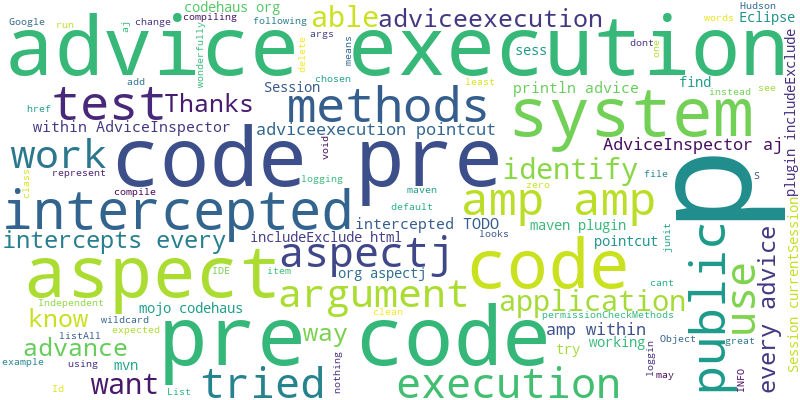 codehaus org
Google
compiling
change
aj
following
able
adviceexecution
Hudson
Eclipse
words
advice execution
wonderfully
run
args
means
add
delete
chosen
sess
dont
one
test
Thanks
Session
methods
println advice
find
least
instead
see
system
href
within AdviceInspector
adviceexecution pointcut
work
code pre
void
AdviceInspector aj
plugin includeExclude
represent
class
compile
logging
maven
zero
identify
file
p
s
intercepted
default
amp amp
intercepted TODO
looks
maven plugin
pointcut
junit
public
use
every advice
intercepts every
includeExclude html
aspectj
code
cant
aspect
IDE
item
org aspectj
argument
application
Independent
mojo codehaus
clean
permissionCheckMethods
know
wildcard
expected
pre code
way
amp within
working
Object
great
listAll
advance
try
loggin
may
INFO
Session currentSession
example
using
mvn
want
tried
nothing
execution
Id
List